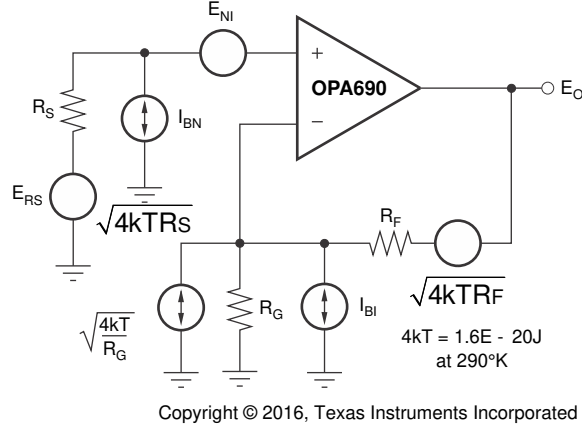 E_NI
+
OPA690
−
E_O
R_S
I_BN
E_RS
√4kTRS
R_F
√4kTRF
√4kT/R_G
R_G
I_BI
4kT = 1.6E - 20J
at 290°K
Copyright © 2016, Texas Instruments Incorporated